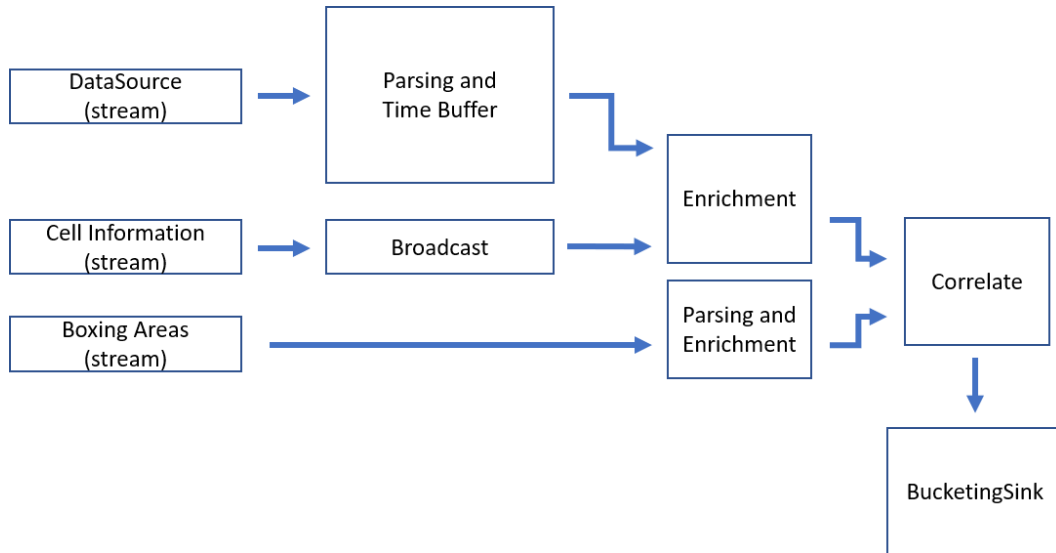 DataSource
(stream)
Parsing and
Time Buffer
Enrichment
Cell Information
(stream)
Broadcast
Correlate
Boxing Areas
(stream)
Parsing and
Enrichment
BucketingSink